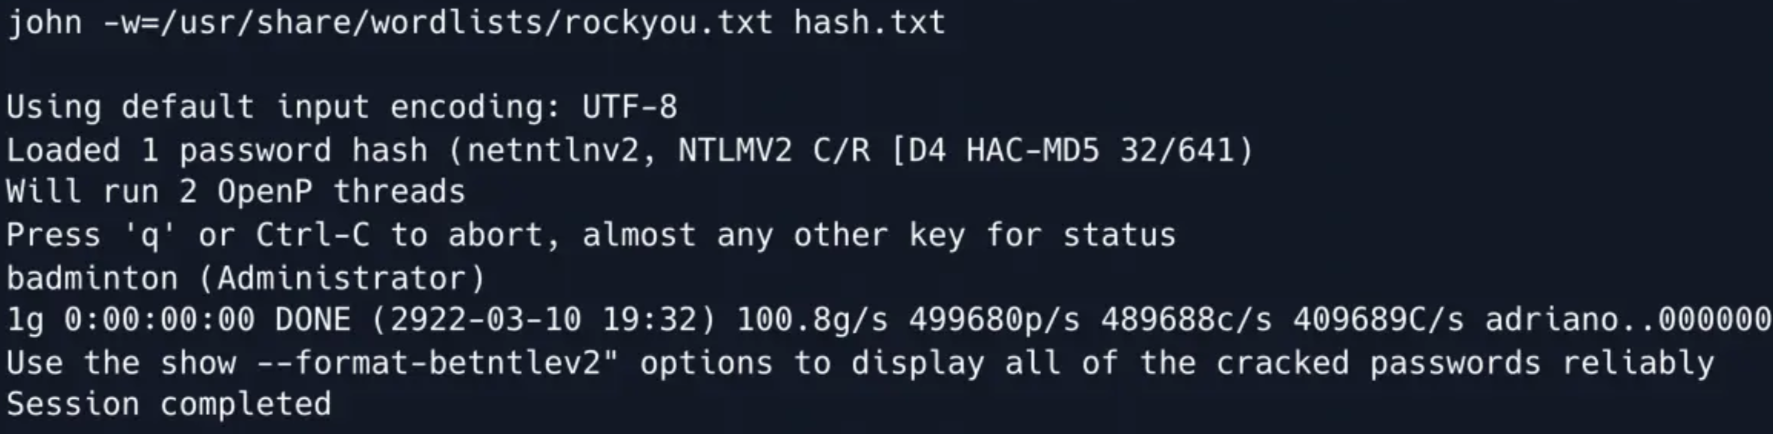 john -w=/usr/share/wordlists/rockyou.txt hash.txt
Using default input encoding: UTF-8
Loaded 1 password hash (netntlnv2, NTLMV2 C/R [D4 HAC-MD5 32/641)
Will run 2 OpenP threads
Press 'q' or Ctrl-C to abort, almost any other key for status
badminton (Administrator)
1g 0:00:00:00 DONE (2922-03-10 19:32) 100.8g/s 499680p/s 489688c/s 409689C/s adriano..000000
Use the show --format-betntlev2" options to display all of the cracked passwords reliably
Session completed